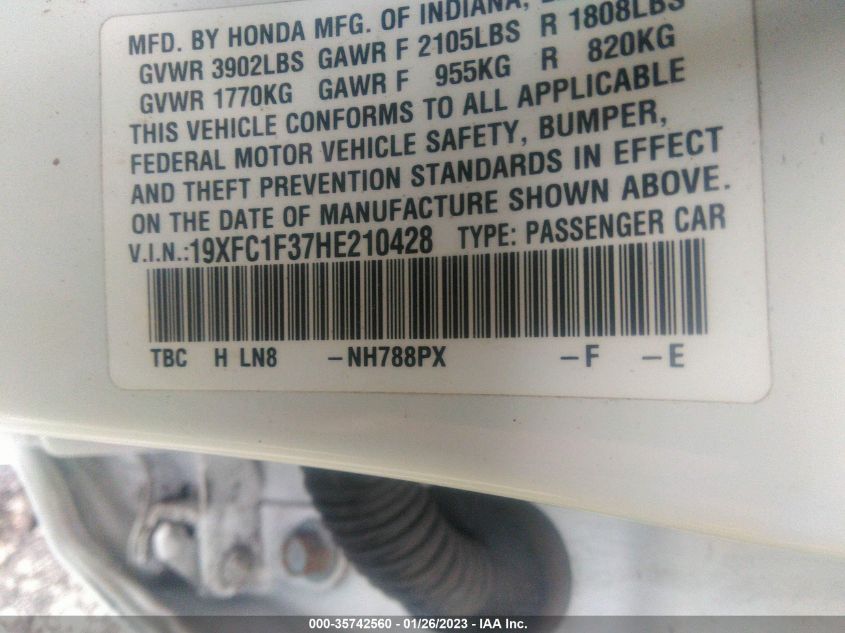 MFD. BY HONDA MFG. OF INDIANA,
GVWR 3902LBS GAWR F 2105LBS R 1808LBS
GVWR 1770KG GAWR F 955KG R 820KG
THIS VEHICLE CONFORMS TO ALL APPLICABLE
FEDERAL MOTOR VEHICLE SAFETY, BUMPER,
AND THEFT PREVENTION STANDARDS IN EFFECT
ON THE DATE OF MANUFACTURE SHOWN ABOVE.
V.I.N.:19XFC1F37HE210428 TYPE: PASSENGER CAR
TBC H LN8 –NH788PX –F –E
000-35742560 - 01/26/2023 - IAA Inc.